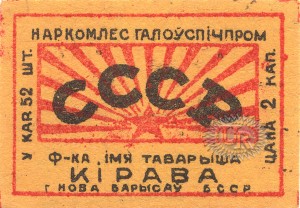 НАРКОМЛЕС ГАЛОЎСПІЧПРОМ
У КАР. 52 ШТ.
СССР
ЦАНА 2 КАП.
Ф-КА ІМЯ ТАВАРЫША
КІРАВА
Г. НОВА БАРЫСАЎ БССР